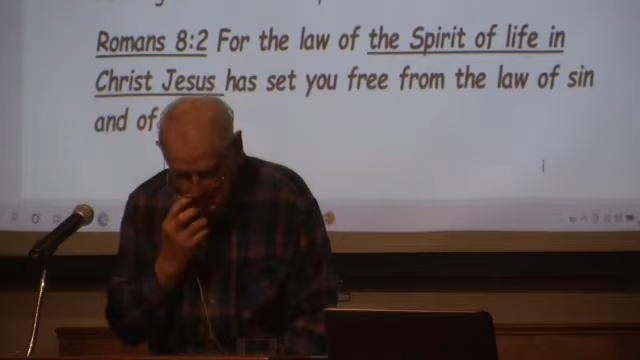 Romans 8:2 For the law of the Spirit of life in
Christ Jesus has set you free from the law of sin
and of